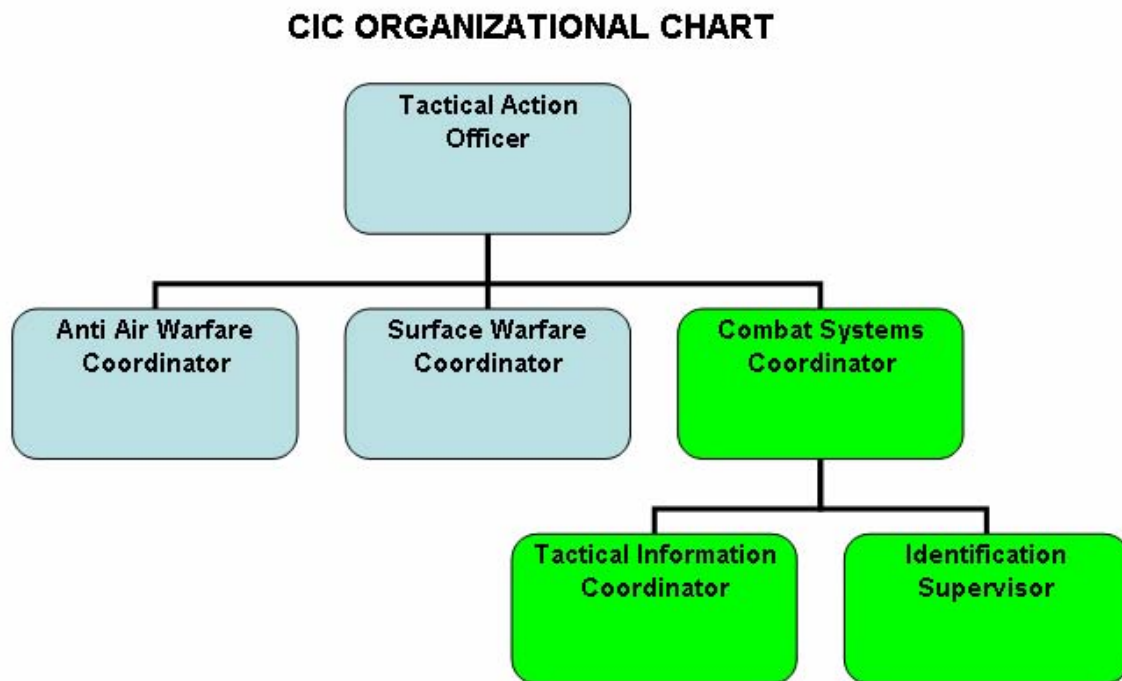 CIC ORGANIZATIONAL CHART
Tactical Action
Officer
Anti Air Warfare
Coordinator
Surface Warfare
Coordinator
Combat Systems
Coordinator
Tactical Information
Coordinator
Identification
Supervisor